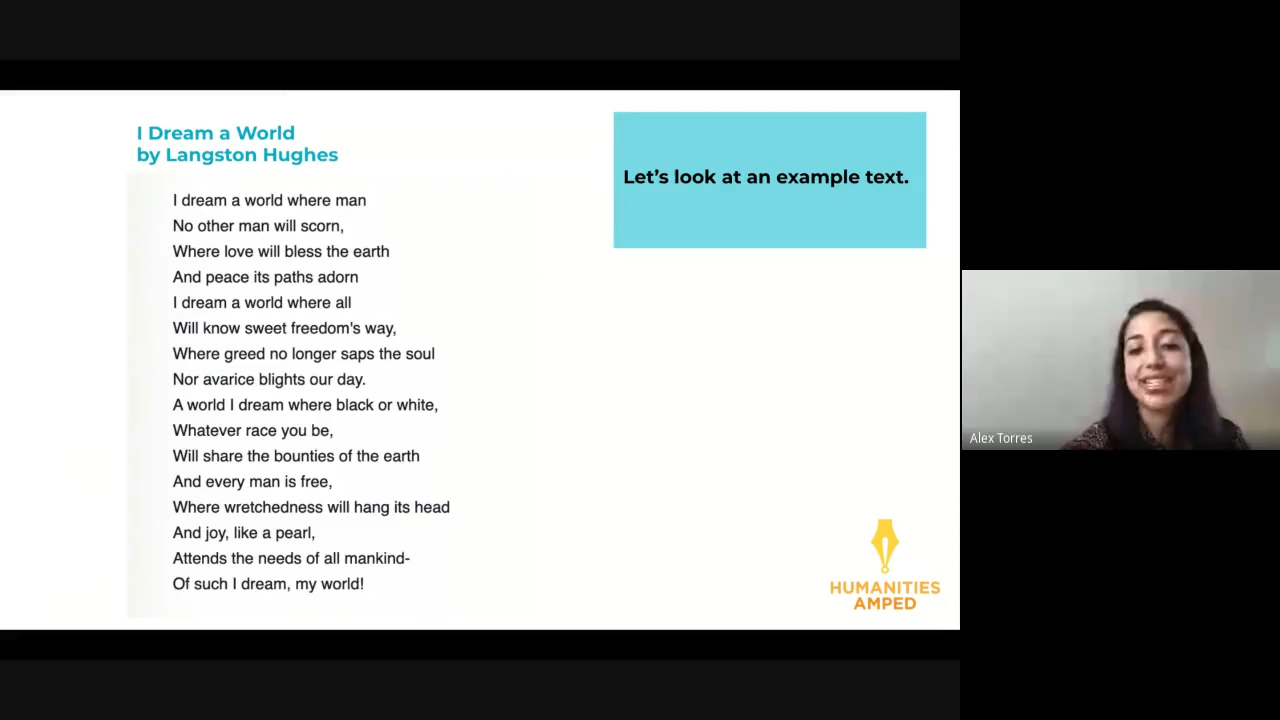 I Dream a World
by Langston Hughes
I dream a world where man
No other man will scorn,
Where love will bless the earth
And peace its paths adorn
I dream a world where all
Will know sweet freedom's way,
Where greed no longer saps the soul
Nor avarice blights our day.
A world I dream where black or white,
Whatever race you be,
Will share the bounties of the earth
And every man is free,
Where wretchedness will hang its head
And joy, like a pearl,
Attends the needs of all mankind-
Of such I dream, my world!
Let's look at an example text.
HUMANITIES
AMPED
Alex Torres